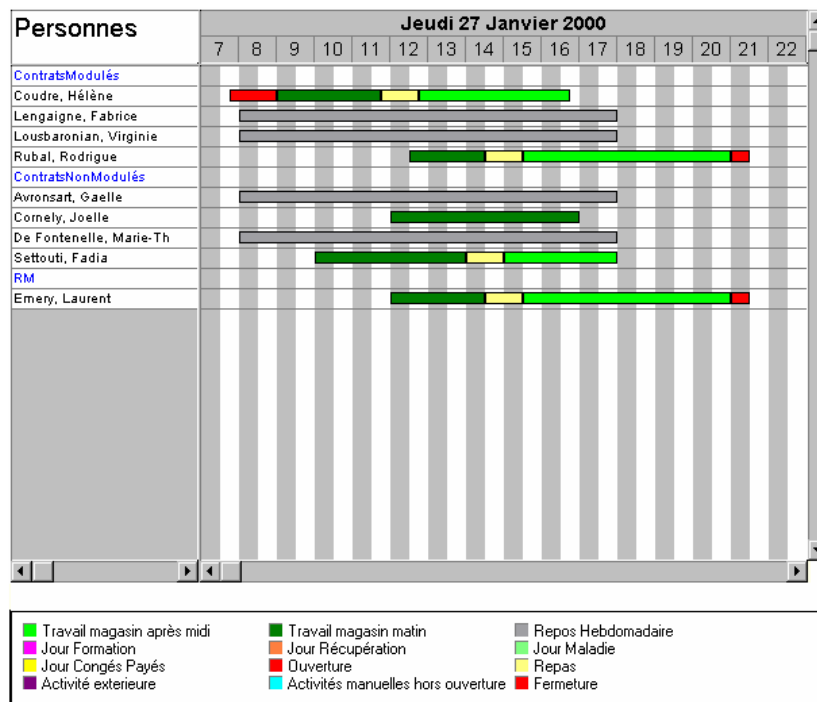 Personnes
Jeudi 27 Janvier 2000
7 8 9 10 11 12 13 14 15 16 17 18 19 20 21 22
ContratsModulés
Coudre, Hélène
Lengaigne, Fabrice
Lousbaronian, Virginie
Rubal, Rodrigue
ContratsNonModulés
Avronsart, Gaelle
Cornely, Joelle
De Fontenelle, Marie-Th
Settouti, Fadia
RM
Emery, Laurent
Travail magasin après midi Travail magasin matin Repos Hebdomadaire
Jour Formation Jour Récupération Jour Maladie
Jour Congés Payés Ouverture Repas
Activité exterieure Activités manuelles hors ouverture Fermeture